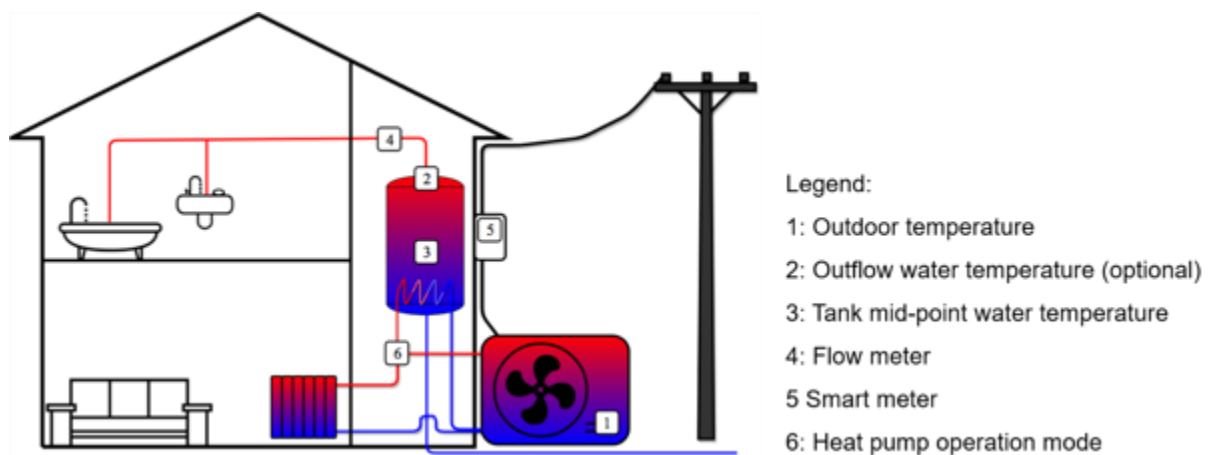 4
2
5
3
6
1
Legend:
1: Outdoor temperature
2: Outflow water temperature (optional)
3: Tank mid-point water temperature
4: Flow meter
5 Smart meter
6: Heat pump operation mode